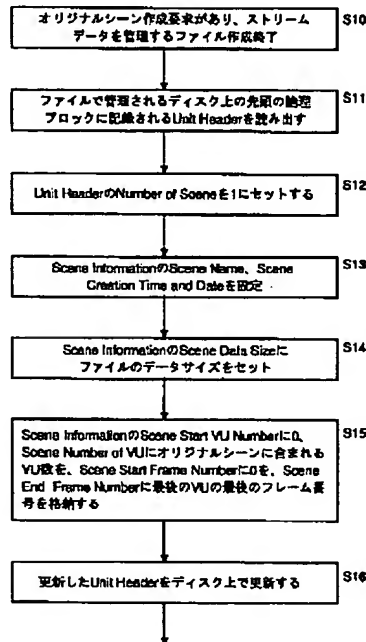 オリジナルシーン作成要求があり、ストリーム
データを管理するファイル作成終了
S10
ファイルで管理されるディスク上の先頭の論理
ブロックに記録されるUnit Headerを読み出す
S11
Unit HeaderのNumber of Sceneを1にセットする
S12
Scene InformationのScene Name、Scene
Creation Time and Dateを設定
S13
Scene InformationのScene Data Sizeに
ファイルのデータサイズをセット
S14
Scene InformationのScene Start VU Numberに0、
Scene Number of VUにオリジナルシーンに含まれる
VU数を、Scene Start Frame Numberに0を、Scene
End Frame Numberに最後のVUの最後のフレーム番
号を格納する
S15
更新したUnit Headerをディスク上で更新する
S16